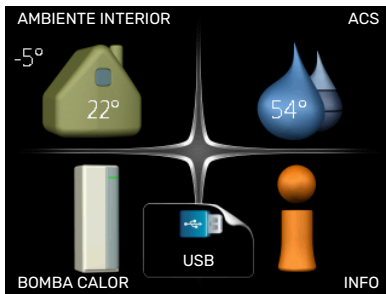 AMBIENTE INTERIOR
ACS
-5°
22°
54°
USB
BOMBA CALOR
INFO